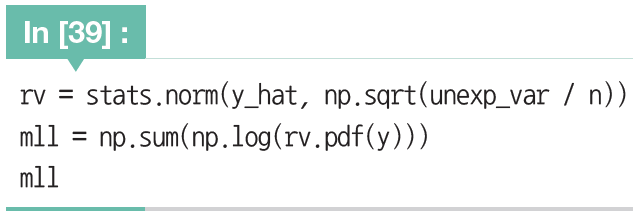 In [39] :
rv = stats.norm(y_hat, np.sqrt(unexp_var / n))
mll = np.sum(np.log(rv.pdf(y)))
mll